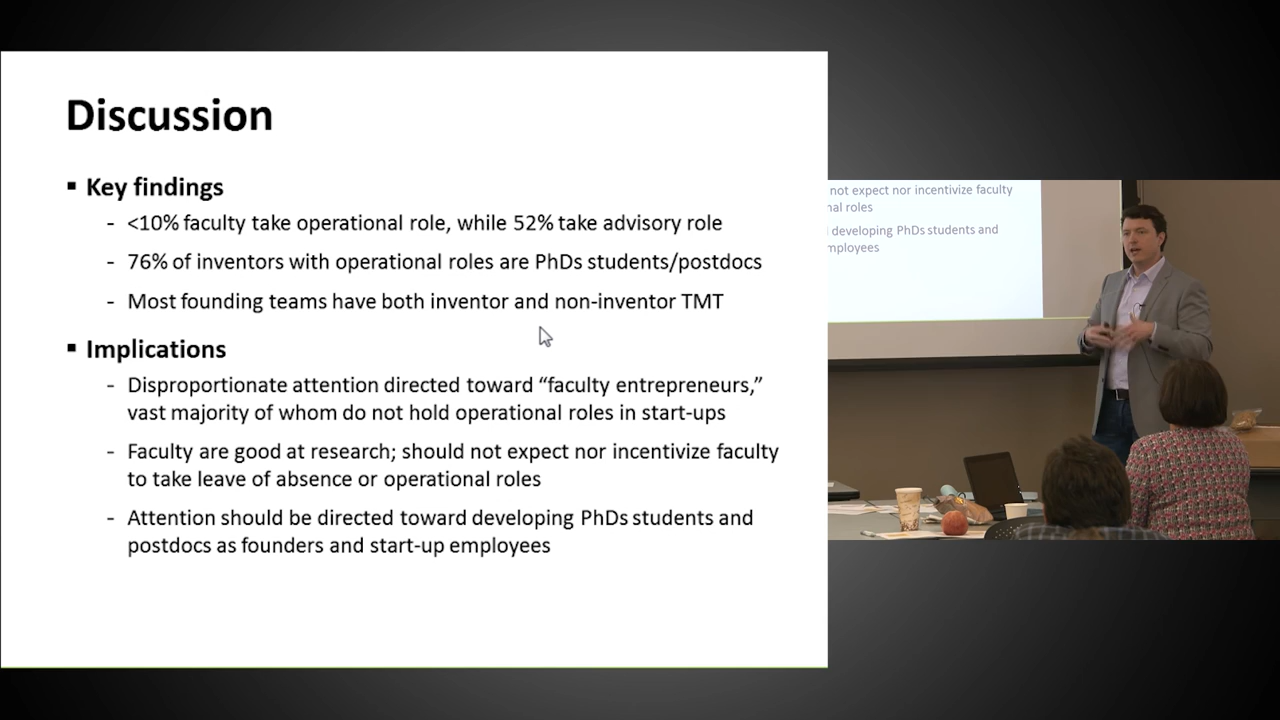 Discussion
▪ Key findings
- <10% faculty take operational role, while 52% take advisory role
- 76% of inventors with operational roles are PhDs students/postdocs
- Most founding teams have both inventor and non-inventor TMT
▪ Implications
- Disproportionate attention directed toward “faculty entrepreneurs,”
vast majority of whom do not hold operational roles in start-ups
- Faculty are good at research; should not expect nor incentivize faculty
to take leave of absence or operational roles
- Attention should be directed toward developing PhDs students and
postdocs as founders and start-up employees
not expect nor incentivize faculty
nal roles
developing PhDs students and
mployees